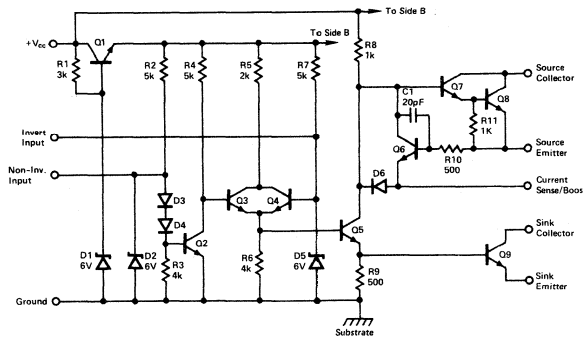 To Side B
+Vcc
Q1
To Side B
R1
3k
R2
5k
R4
5k
R5
2k
R7
5k
R8
1k
Source
Collector
Q7
Q8
C1
20pF
R11
1K
Invert
Input
Q6
R10
500
Source
Emitter
Non-Inv.
Input
D6
Current
Sense/Boos
D3
D4
Q3
Q4
Q2
Q5
Sink
Collector
D1
6V
D2
6V
R3
4k
R6
4k
D5
6V
R9
500
Q9
Sink
Emitter
Ground
Substrate